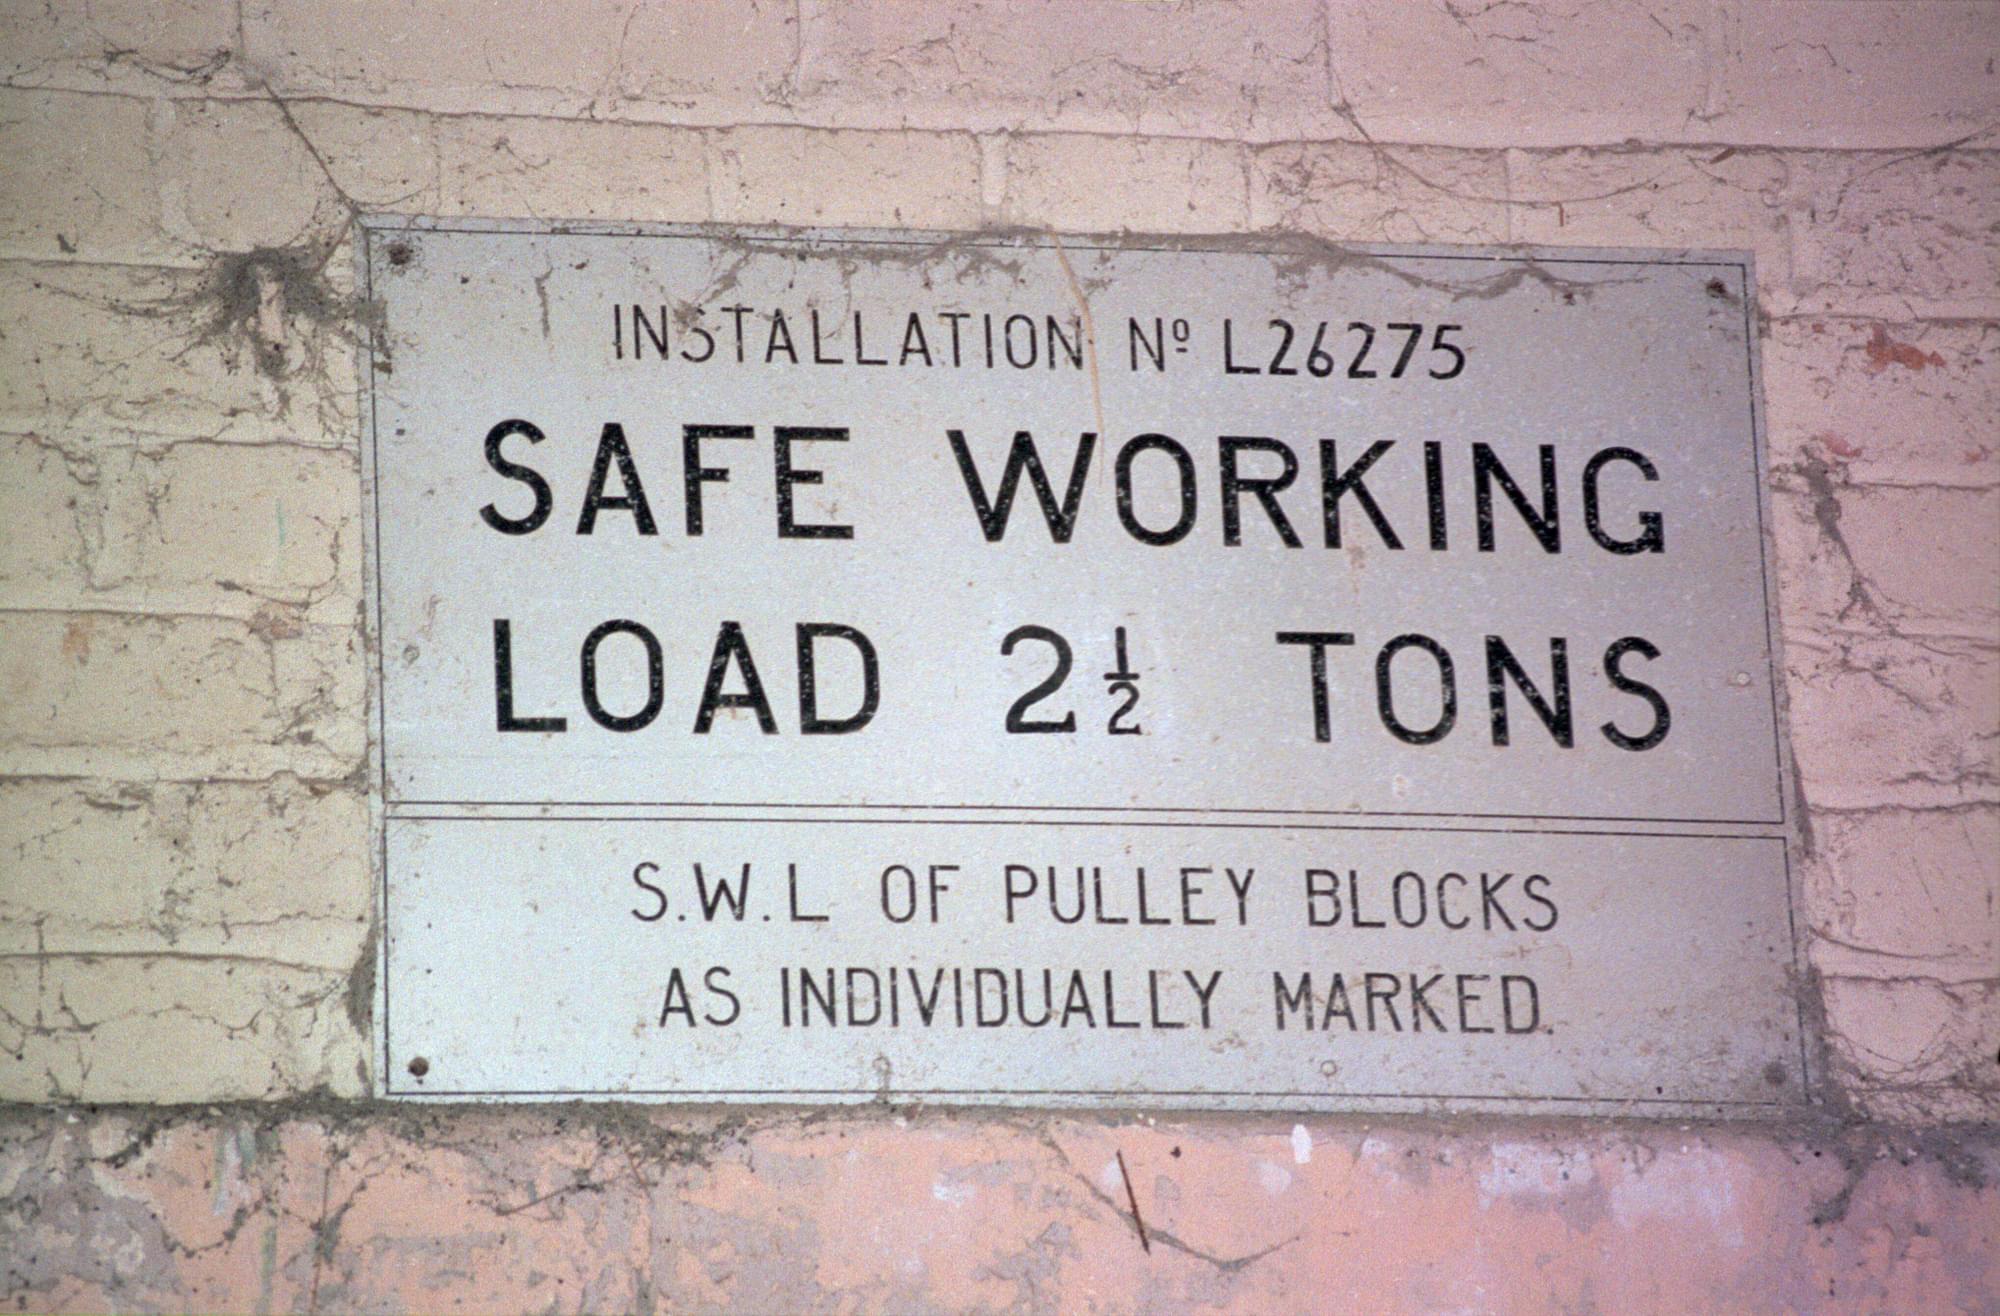 INSTALLATION Nº L26275
SAFE WORKING
LOAD 2½ TONS
S.W.L OF PULLEY BLOCKS
AS INDIVIDUALLY MARKED.